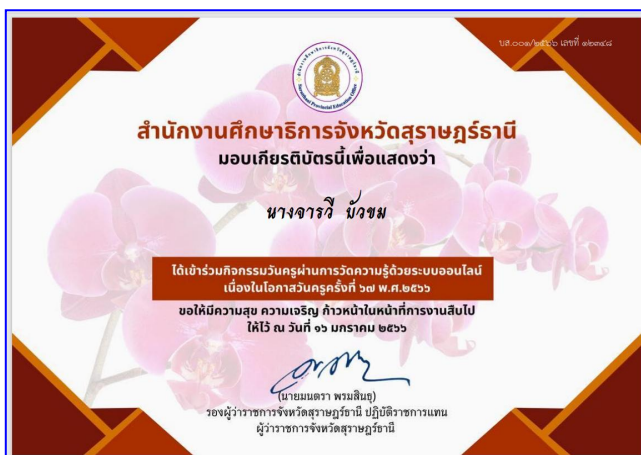 บส.๐๐๑/๒๕๖๖ เลขที่ ๑๒๓๔๘
Suratthani Provincial Education Office
สำนักงานศึกษาธิการจังหวัดสุราษฎร์ธานี
มอบเกียรติบัตรนี้เพื่อแสดงว่า
นางจารวี บัวขม
ได้เข้าร่วมกิจกรรมวันครูผ่านการวัดความรู้ด้วยระบบออนไลน์
เนื่องในโอกาสวันครูครั้งที่ ๖๗ พ.ศ.๒๕๖๖
ขอให้มีความสุข ความเจริญ ก้าวหน้าในหน้าที่การงานสืบไป
ให้ไว้ ณ วันที่ ๑๖ มกราคม ๒๕๖๖
(นายมนตรา พรมสินธุ)
รองผู้ว่าราชการจังหวัดสุราษฎร์ธานี ปฏิบัติราชการแทน
ผู้ว่าราชการจังหวัดสุราษฎร์ธานี